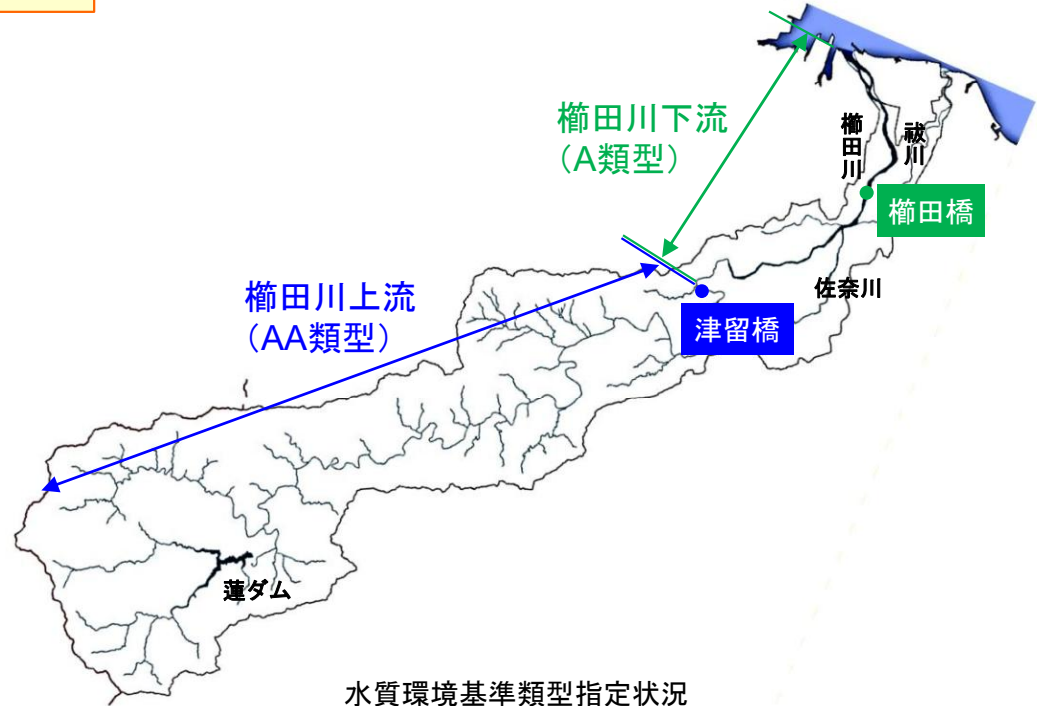 櫛田川下流
（A類型）
櫛田川
祓川
櫛田橋
佐奈川
津留橋
櫛田川上流
（AA類型）
蓮ダム
水質環境基準類型指定状況